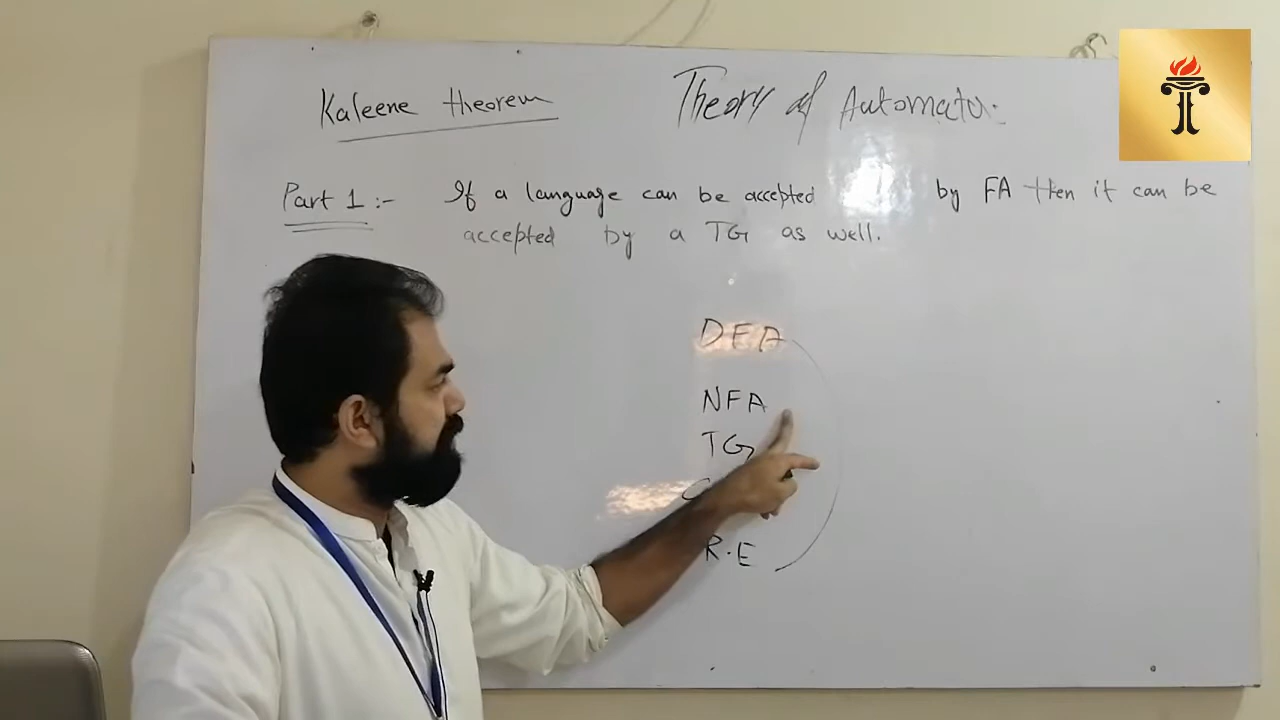 Kaleene theorem
Theory of Automata:
Part 1:- If a language can be accepted by FA then it can be
accepted by a TG as well.
DFA
NFA
TG
R.E